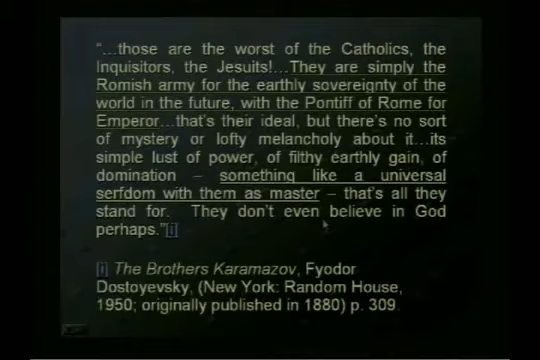 “…those are the worst of the Catholics, the
Inquisitors, the Jesuits!...They are simply the
Romish army for the earthly sovereignty of the
world in the future, with the Pontiff of Rome for
Emperor...that’s their ideal, but there’s no sort
of mystery or lofty melancholy about it...its
simple lust of power, of filthy earthly gain, of
domination – something like a universal
serfdom with them as master – that’s all they
stand for. They don’t even believe in God
perhaps.”[i]
[i] The Brothers Karamazov, Fyodor
Dostoyevsky, (New York: Random House,
1950; originally published in 1880) p. 309.